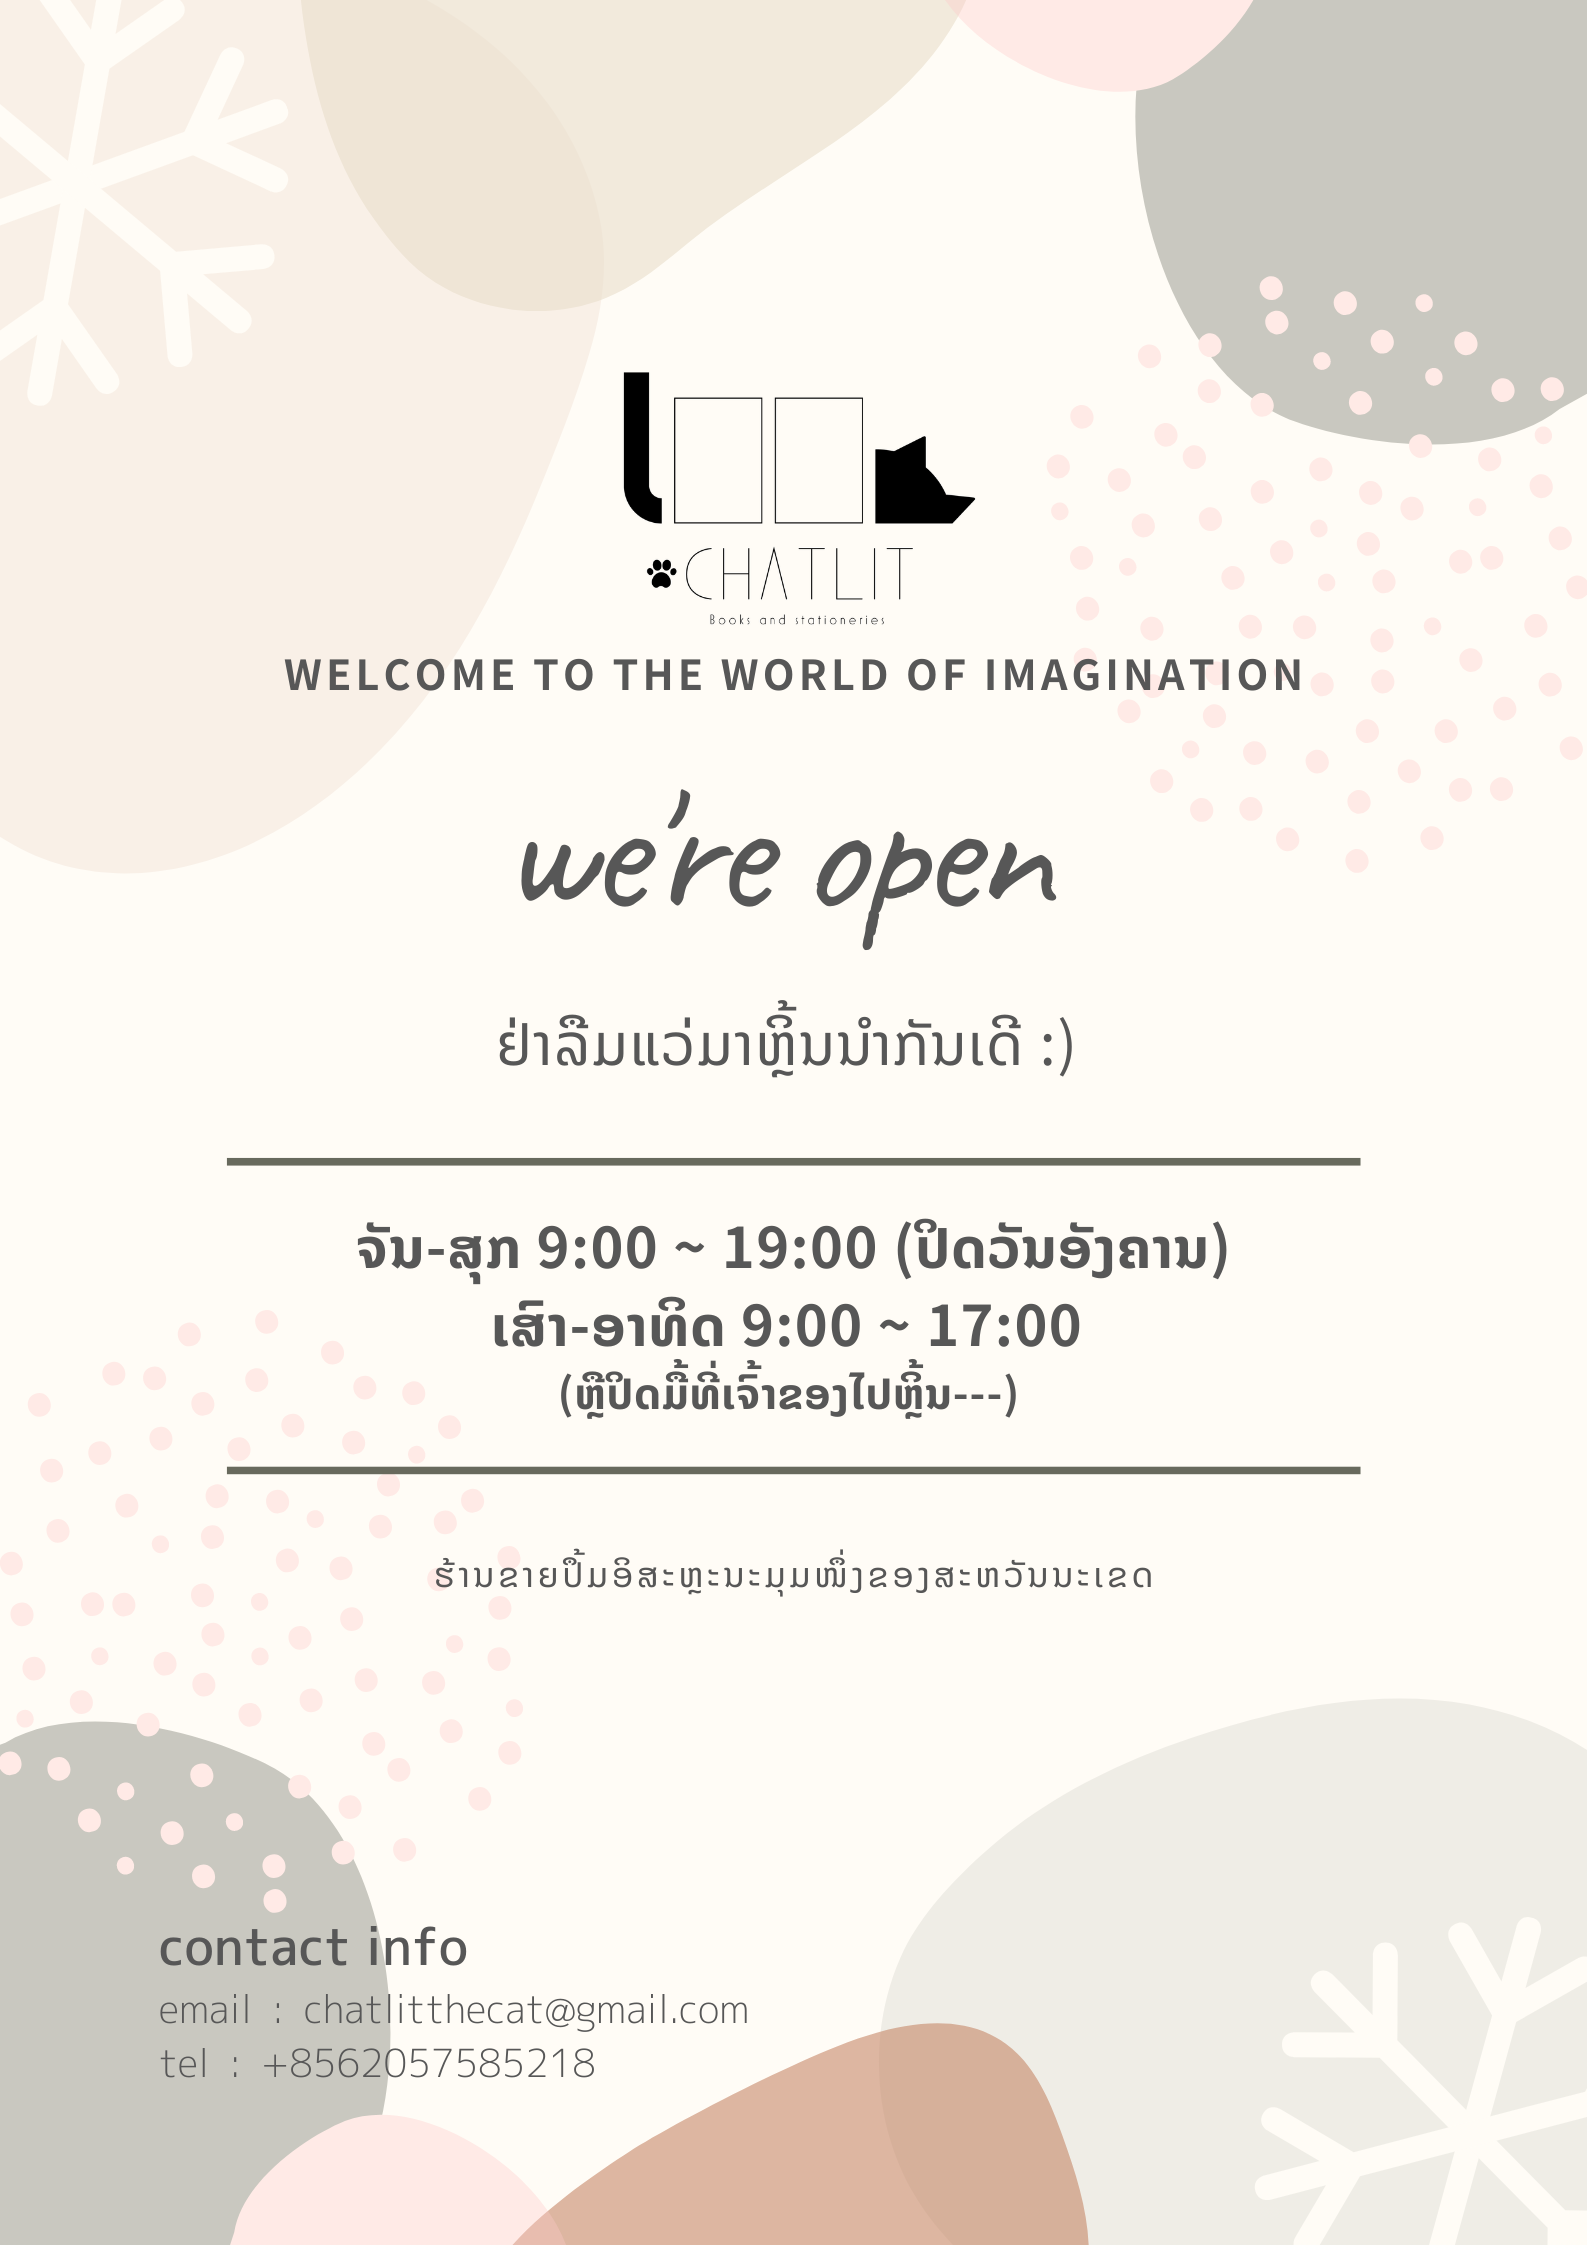 LOOK
CHATLIT
Books and stationeries
WELCOME TO THE WORLD OF IMAGINATION
we're open
ຢ່າລືມແວ່ມາຫຼິ້ນນຳກັນເດີ :)
ຈັນ-ສຸກ 9:00 ~ 19:00 (ປິດວັນອັງຄານ)
ເສົາ-ອາທິດ 9:00 ~ 17:00
(ຫຼືປິດມື້ທີ່ເຈົ້າຂອງໄປຫຼິ້ນ---)
ຮ້ານຂາຍປຶ້ມອິສະຫຼະນະມຸມໜຶ່ງຂອງສະຫວັນນະເຂດ
contact info
email : chatlitthecat@gmail.com
tel : +8562057585218